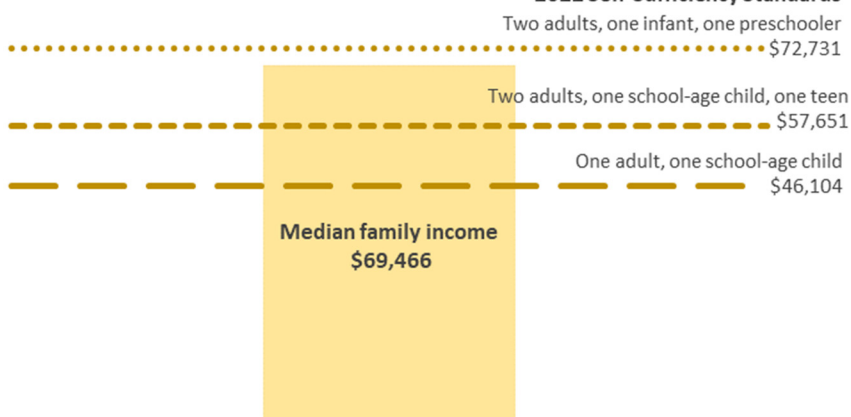 Two adults, one infant, one preschooler
$72,731
Two adults, one school-age child, one teen
$57,651
One adult, one school-age child
$46,104
Median family income
$69,466